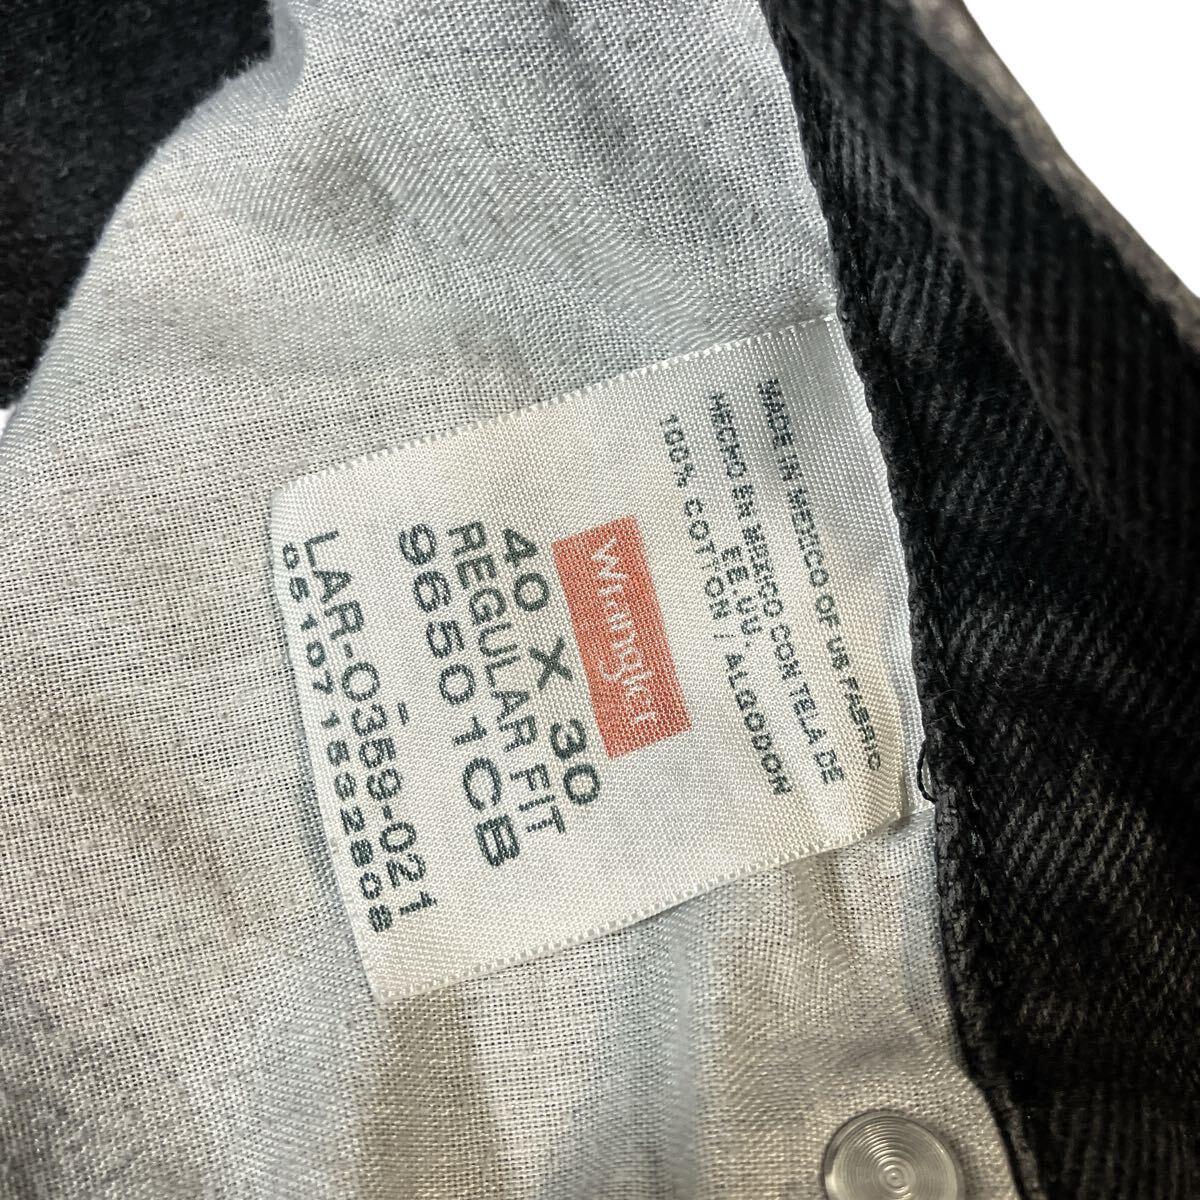 MADE IN MEXICO OF US FABRIC
HECHO EN MEXICO CON TELA DE
EE.UU.
100% COTTON / ALGODON
Wrangler
40 X 30
REGULAR FIT
96501CB
LAR-0359-021